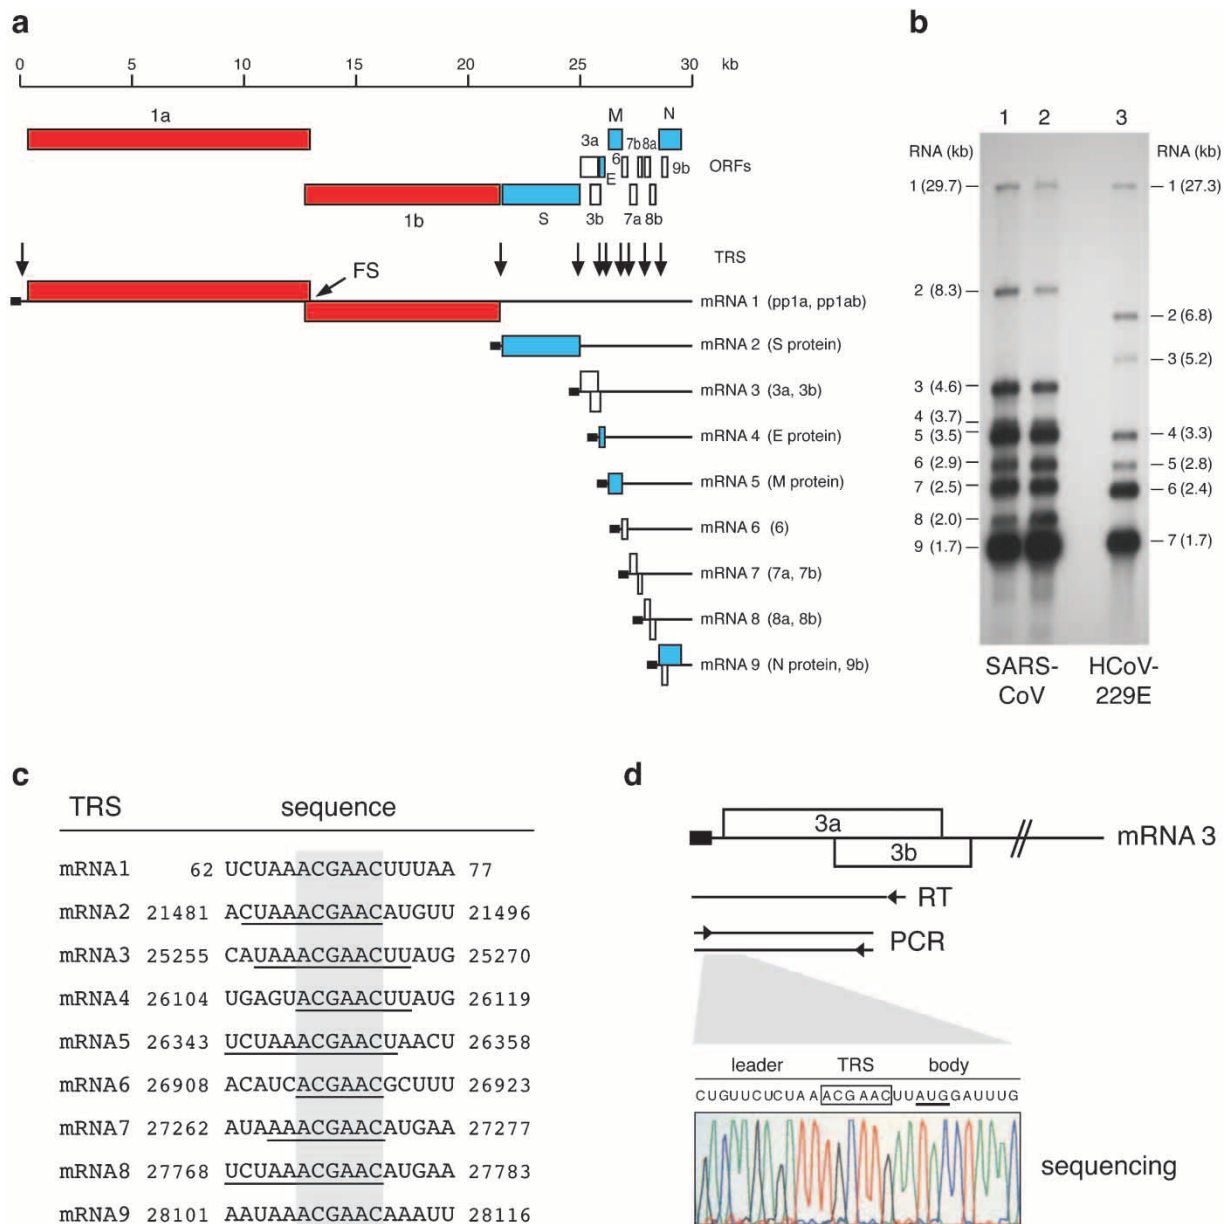 a
0 5 10 15 20 25 30 kb
1a
M N
3a 6 7b 8a
E 9b ORFs
1b S 3b 7a 8b
TRS
FS
mRNA 1 (pp1a, pp1ab)
mRNA 2 (S protein)
mRNA 3 (3a, 3b)
mRNA 4 (E protein)
mRNA 5 (M protein)
mRNA 6 (6)
mRNA 7 (7a, 7b)
mRNA 8 (8a, 8b)
mRNA 9 (N protein, 9b)
b
1 2 3
RNA (kb) RNA (kb)
1 (29.7) 1 (27.3)
2 (8.3) 2 (6.8)
3 (5.2)
3 (4.6)
4 (3.7)
5 (3.5) 4 (3.3)
6 (2.9) 5 (2.8)
7 (2.5) 6 (2.4)
8 (2.0)
9 (1.7) 7 (1.7)
SARS- HCoV-
CoV 229E
c
TRS sequence
mRNA1 62 UCUAAACGAACUUUAA 77
mRNA2 21481 ACUAAACGAACAUGUU 21496
mRNA3 25255 CAUAAACGAACUUAUG 25270
mRNA4 26104 UGAGUACGAACUUAUG 26119
mRNA5 26343 UCUAAACGAACUAACU 26358
mRNA6 26908 ACAUCACGAACGCUUU 26923
mRNA7 27262 AUAAAACGAACAUGAA 27277
mRNA8 27768 UCUAAACGAACAUGAA 27783
mRNA9 28101 AAUAAACGAACAAAUU 28116
d
3a
mRNA 3
3b
RT
PCR
leader TRS body
CUGUUCUCUAAACGAACUUAUGGAUUUG
sequencing